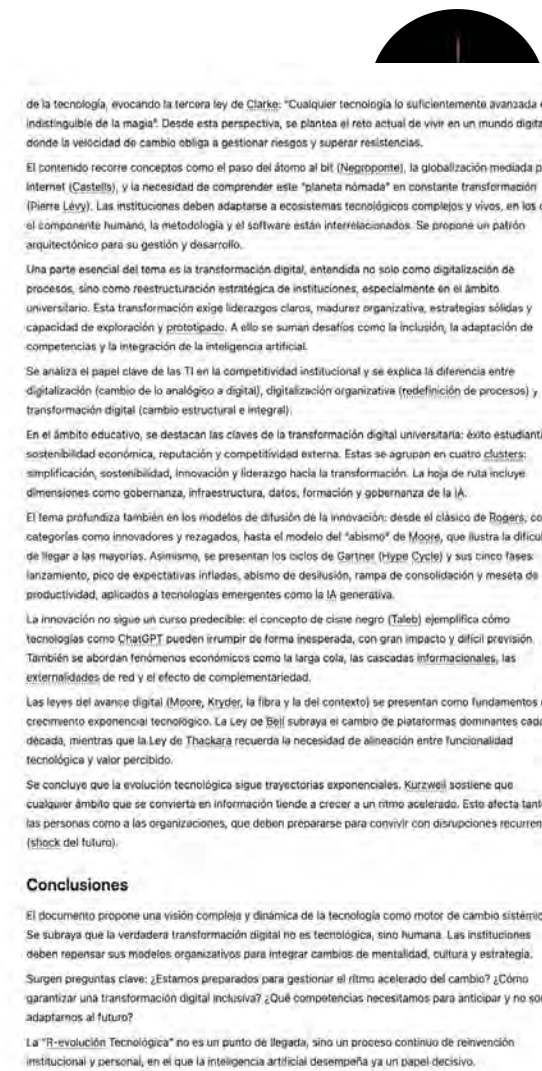 de la tecnología, evocando la tercera ley de Clarke: "Cualquier tecnología lo suficientemente avanzada
indistinguible de la magia". Desde esta perspectiva, se plantea el reto actual de vivir en un mundo digita
donde la velocidad de cambio obliga a gestionar riesgos y superar resistencias.
El contenido recorre conceptos como el paso del átomo al bit (Negroponte), la globalización mediada p
Internet (Castells), y la necesidad de comprender este "planeta nómada" en constante transformación
(Pierre Lévy). Las instituciones deben adaptarse a ecosistemas tecnológicos complejos y vivos, en los
el componente humano, la metodología y el software están interrelacionados. Se propone un patrón
arquitectónico para su gestión y desarrollo.
Una parte esencial del tema es la transformación digital, entendida no solo como digitalización de
procesos, sino como reestructuración estratégica de instituciones, especialmente en el ámbito
universitario. Esta transformación exige liderazgos claros, madurez organizativa, estrategias sólidas y
capacidad de exploración y prototipado. A ello se suman desafíos como la inclusión, la adaptación de
competencias y la integración de la inteligencia artificial.
Se analiza el papel clave de las TI en la competitividad institucional y se explica la diferencia entre
digitalización (cambio de lo analógico a digital), digitalización organizativa (redefinición de procesos) y
transformación digital (cambio estructural e integral).
En el ámbito educativo, se destacan las claves de la transformación digital universitaria: éxito estudianti
sostenibilidad económica, reputación y competitividad externa. Estas se agrupan en cuatro clusters:
simplificación, sostenibilidad, innovación y liderazgo hacia la transformación. La hoja de ruta incluye
dimensiones como gobernanza, infraestructura, datos, formación y gobernanza de la IA.
El tema profundiza también en los modelos de difusión de la innovación: desde el clásico de Rogers, co
categorías como innovadores y rezagados, hasta el modelo del "abismo" de Moore, que ilustra la dificul
de llegar a las mayorías. Asimismo, se presentan los ciclos de Gartner (Hype Cycle) y sus cinco fases:
lanzamiento, pico de expectativas infladas, abismo de desilusión, rampa de consolidación y meseta de
productividad, aplicados a tecnologías emergentes como la IA generativa.
La innovación no sigue un curso predecible: el concepto de cisne negro (Taleb) ejemplifica cómo
tecnologías como ChatGPT pueden irrumpir de forma inesperada, con gran impacto y difícil previsión.
También se abordan fenómenos económicos como la larga cola, las cascadas informacionales, las
externalidades de red y el efecto de complementariedad.
Las leyes del avance digital (Moore, Kryder, la fibra y la del contexto) se presentan como fundamentos
crecimiento exponencial tecnológico. La Ley de Bell subraya el cambio de plataformas dominantes cada
década, mientras que la Ley de Thackara recuerda la necesidad de alineación entre funcionalidad
tecnológica y valor percibido.
Se concluye que la evolución tecnológica sigue trayectorias exponenciales. Kurzweil sostiene que
cualquier ámbito que se convierta en información tiende a crecer a un ritmo acelerado. Esto afecta tant
las personas como a las organizaciones, que deben prepararse para convivir con disrupciones recurren
(shock del futuro).
Conclusiones
El documento propone una visión compleja y dinámica de la tecnología como motor de cambio sistémic
Se subraya que la verdadera transformación digital no es tecnológica, sino humana. Las instituciones
deben repensar sus modelos organizativos para integrar cambios de mentalidad, cultura y estrategia.
Surgen preguntas clave: ¿Estamos preparados para gestionar el ritmo acelerado del cambio? ¿Cómo
garantizar una transformación digital inclusiva? ¿Qué competencias necesitamos para anticipar y no so
adaptarnos al futuro?
La "R-evolución Tecnológica" no es un punto de llegada, sino un proceso continuo de reinvención
institucional y personal, en el que la inteligencia artificial desempeña ya un papel decisivo.